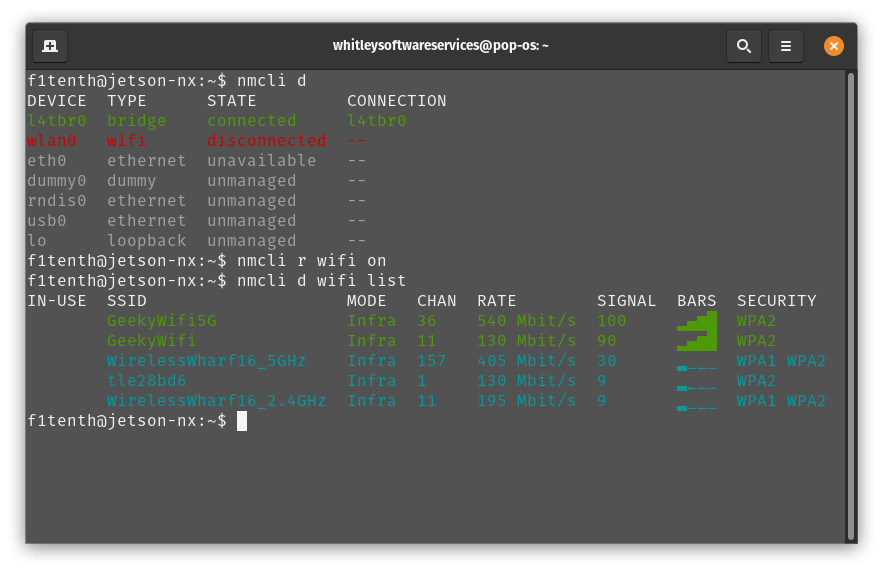 whitleysoftwareservices@pop-os: ~
f1tenth@jetson-nx:~$ nmcli d
DEVICE  TYPE      STATE         CONNECTION
l4tbr0  bridge    connected     l4tbr0
wlan0   wifi      disconnected  --
eth0    ethernet  unavailable   --
dummy0  dummy     unmanaged     --
rndis0  ethernet  unmanaged     --
usb0    ethernet  unmanaged     --
lo      loopback  unmanaged     --
f1tenth@jetson-nx:~$ nmcli r wifi on
f1tenth@jetson-nx:~$ nmcli d wifi list
IN-USE  SSID                    MODE   CHAN  RATE        SIGNAL  BARS  SECURITY
        GeekyWifi5G             Infra  36    540 Mbit/s  100     ▂▄▆█  WPA2
        GeekyWifi               Infra  11    130 Mbit/s  90      ▂▄▆█  WPA2
        WirelessWharf16_5GHz    Infra  157   405 Mbit/s  30      ▂___  WPA1 WPA2
        tle28bd6                Infra  1     130 Mbit/s  9       ▂___  WPA2
        WirelessWharf16_2.4GHz  Infra  11    195 Mbit/s  9       ▂___  WPA1 WPA2
f1tenth@jetson-nx:~$